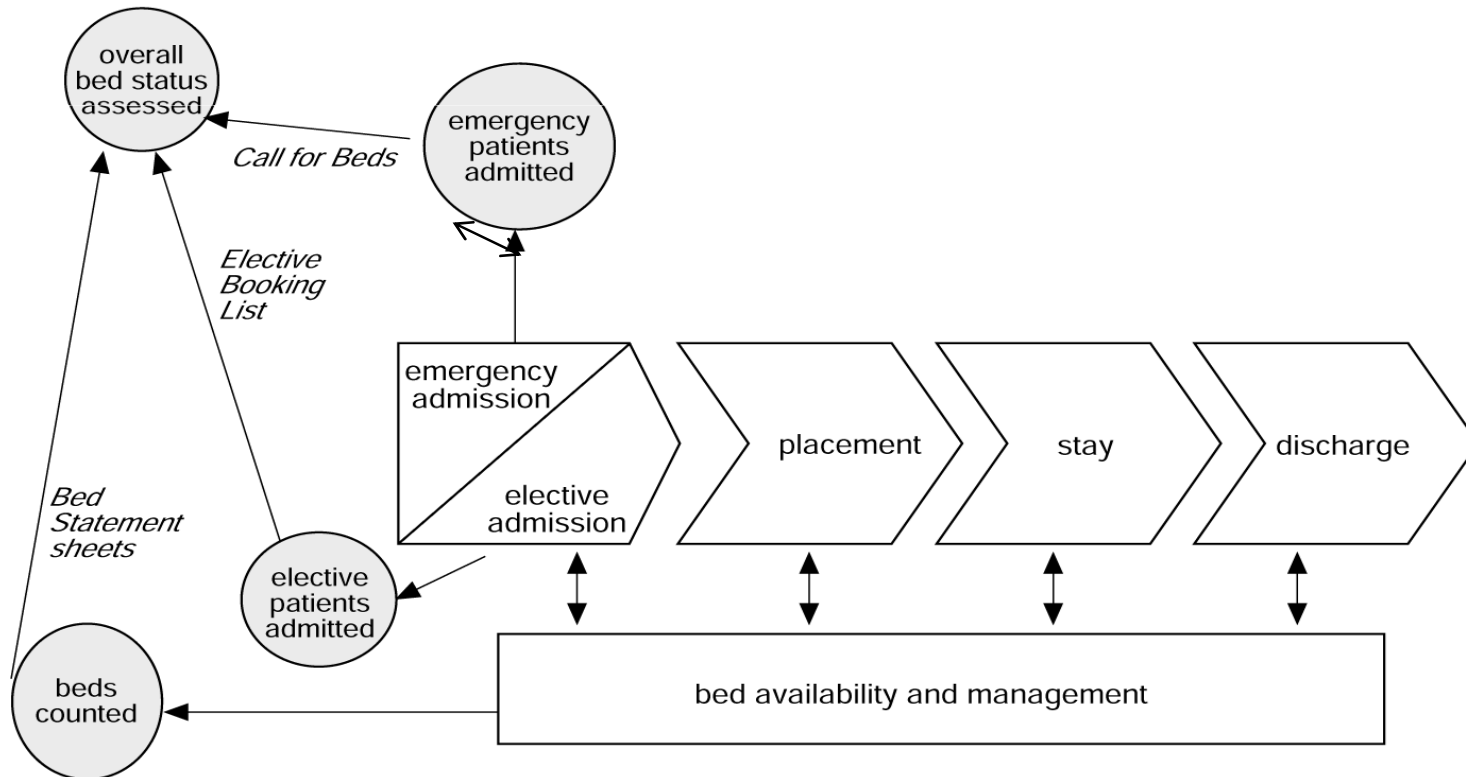 overall
bed status
assessed
emergency
patients
admitted
Call for Beds
Elective
Booking
List
emergency
admission
placement
stay
discharge
elective
admission
Bed
Statement
sheets
elective
patients
admitted
beds
counted
bed availability and management